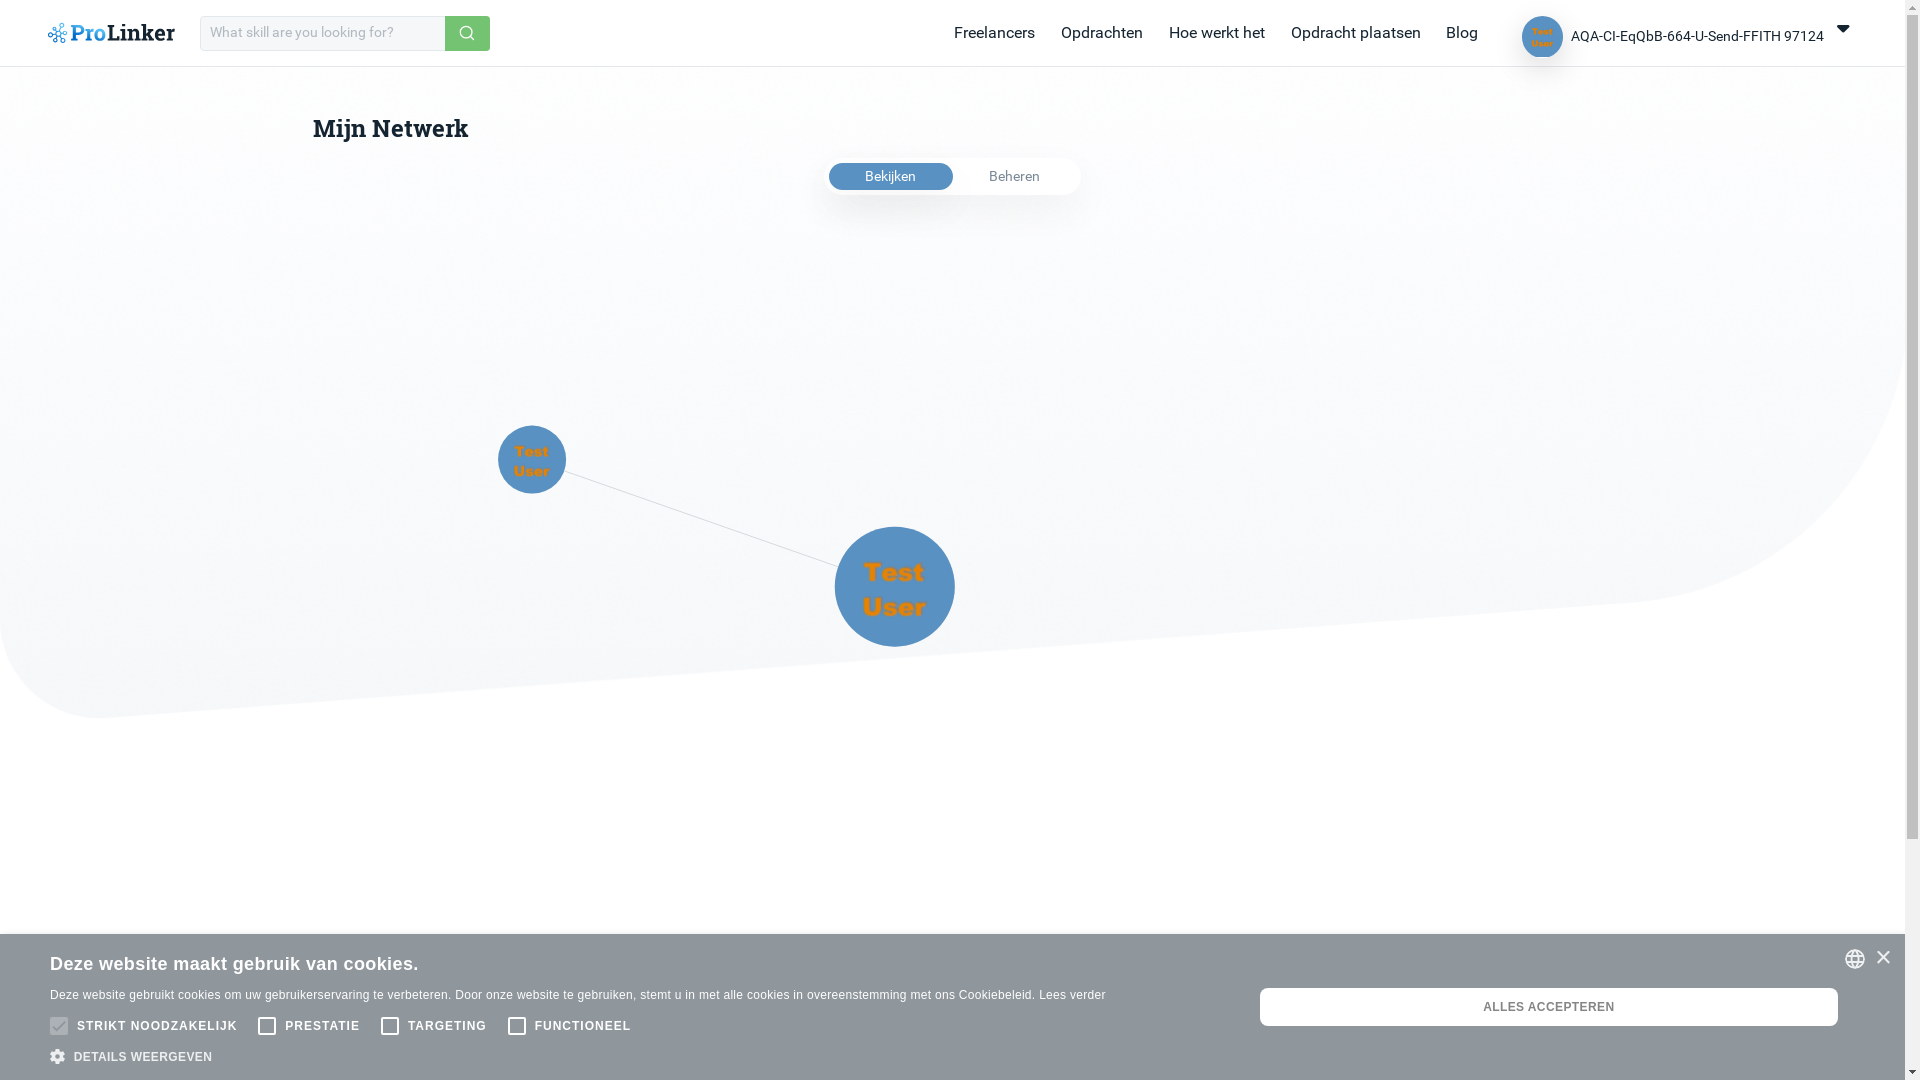 ProLinker
What skill are you looking for?
Freelancers
Opdrachten
Hoe werkt het
Opdracht plaatsen
Blog
Test
User
AQA-CI-EqQbB-664-U-Send-FFITH 97124
Mijn Netwerk
Bekijken
Beheren
Test
User
Test
User
Deze website maakt gebruik van cookies.
Deze website gebruikt cookies om uw gebruikerservaring te verbeteren. Door onze website te gebruiken, stemt u in met alle cookies in overeenstemming met ons Cookiebeleid. Lees verder
STRIKT NOODZAKELIJK
PRESTATIE
TARGETING
FUNCTIONEEL
DETAILS WEERGEVEN
ALLES ACCEPTEREN